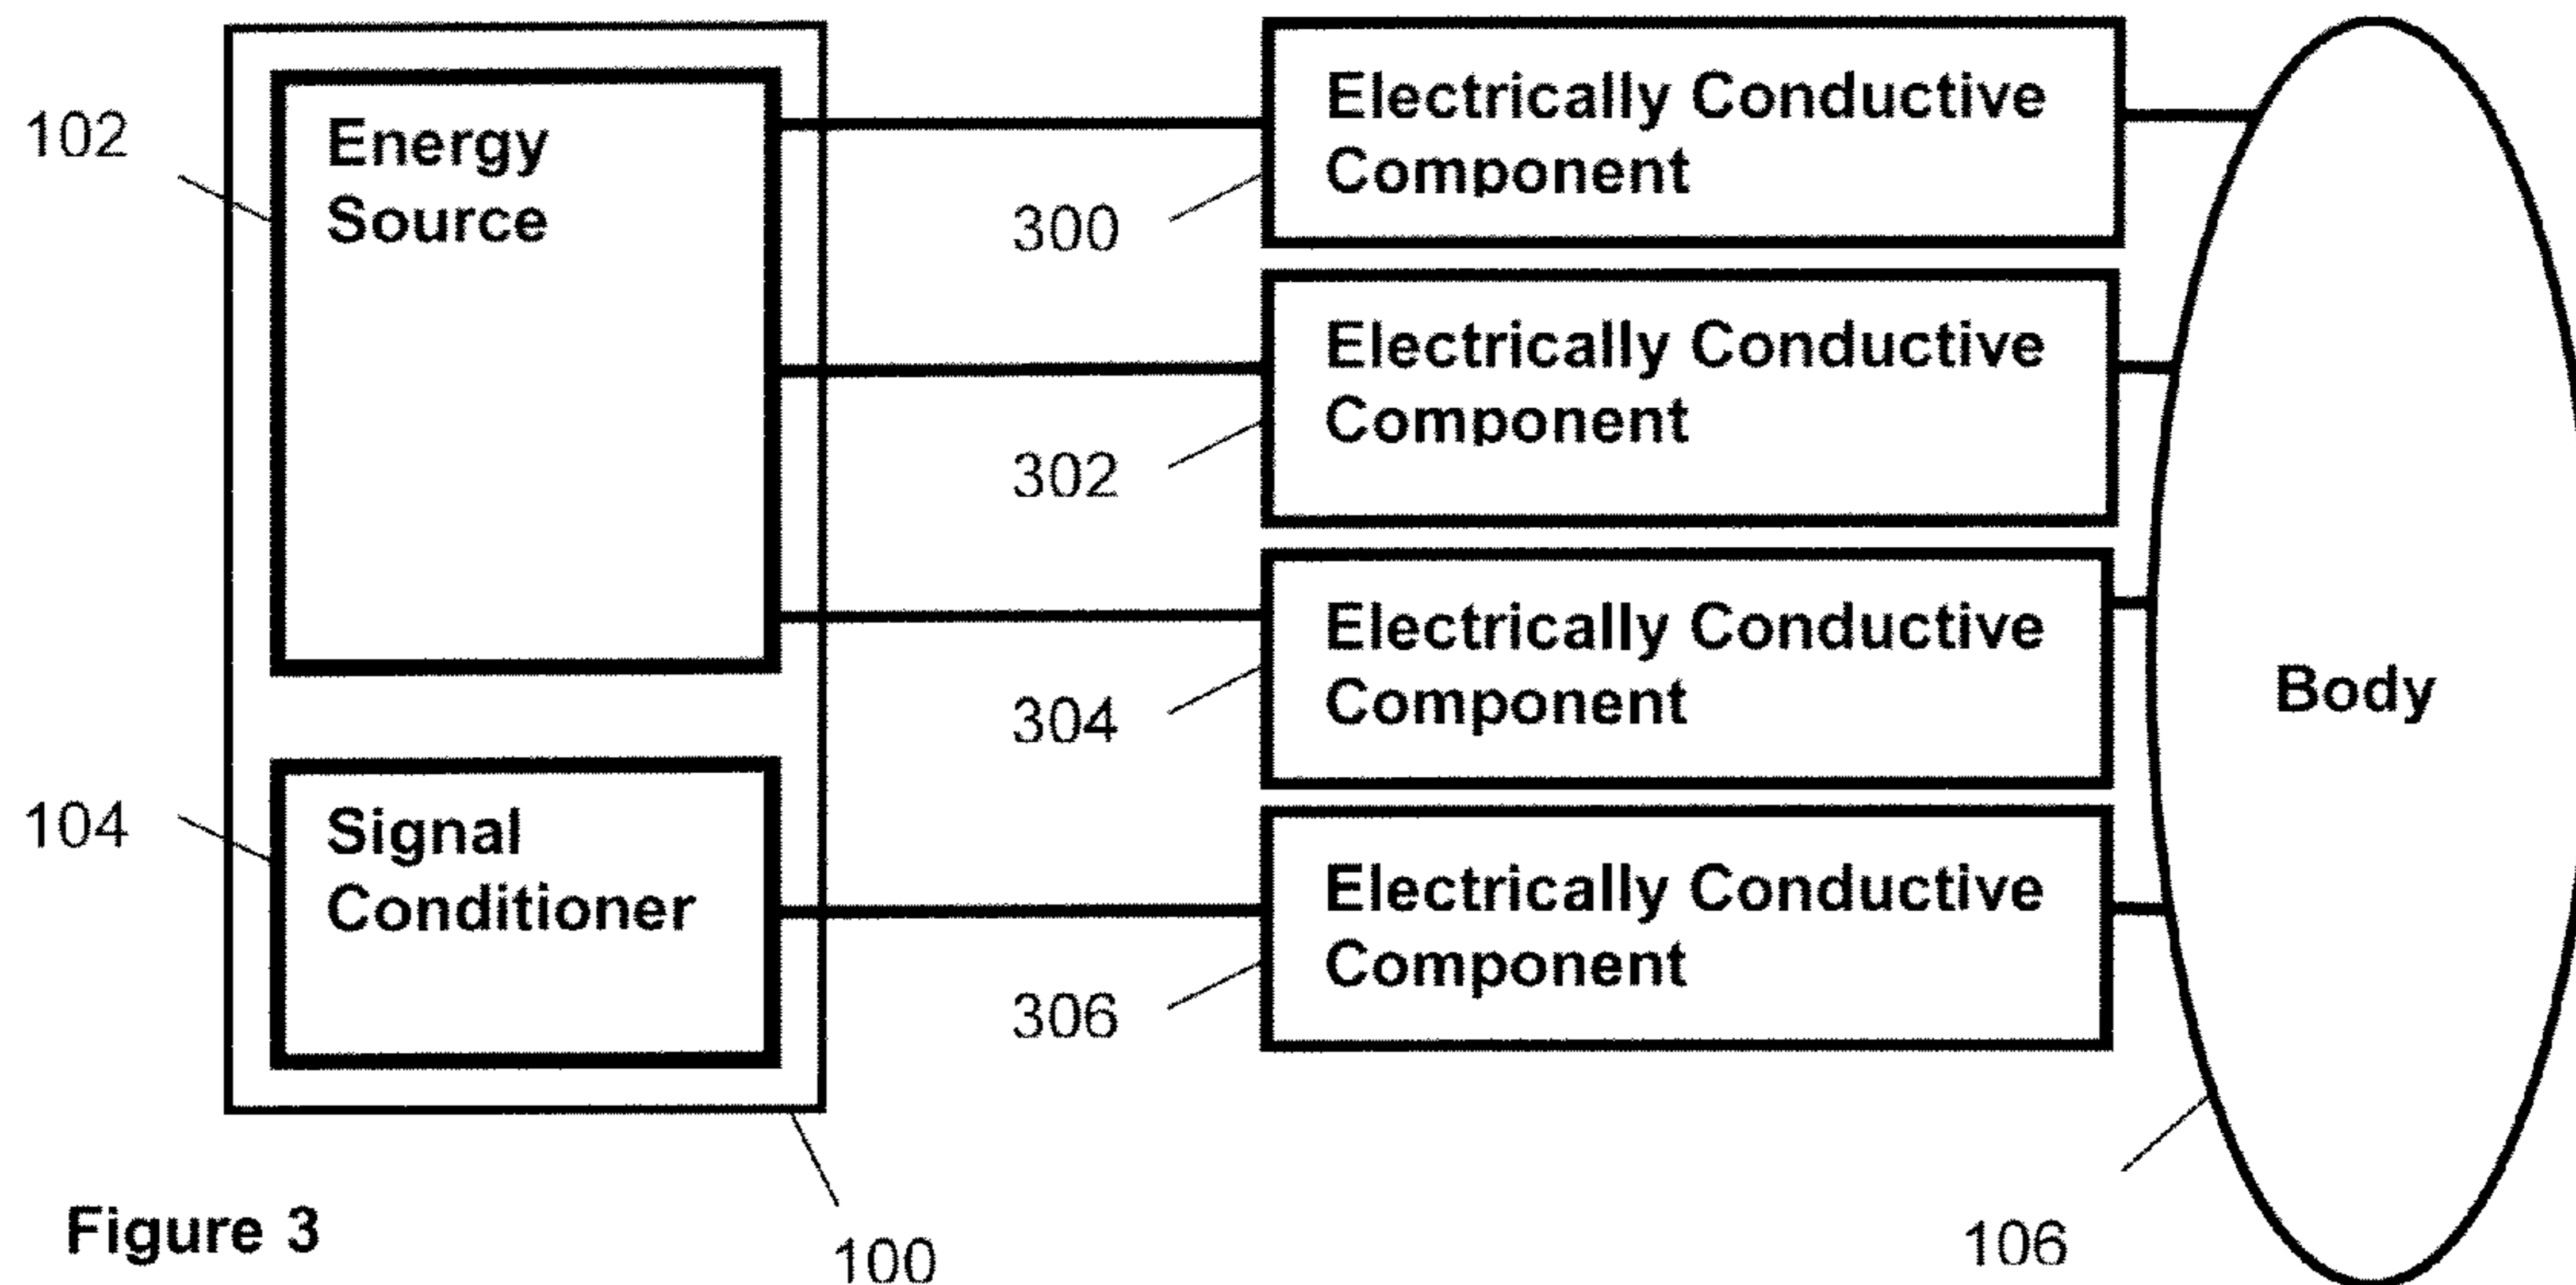 102
Energy
Source
Electrically Conductive
Component
300
Electrically Conductive
Component
302
Electrically Conductive
Component
304
Body
104
Signal
Conditioner
Electrically Conductive
Component
306
Figure 3
100
106